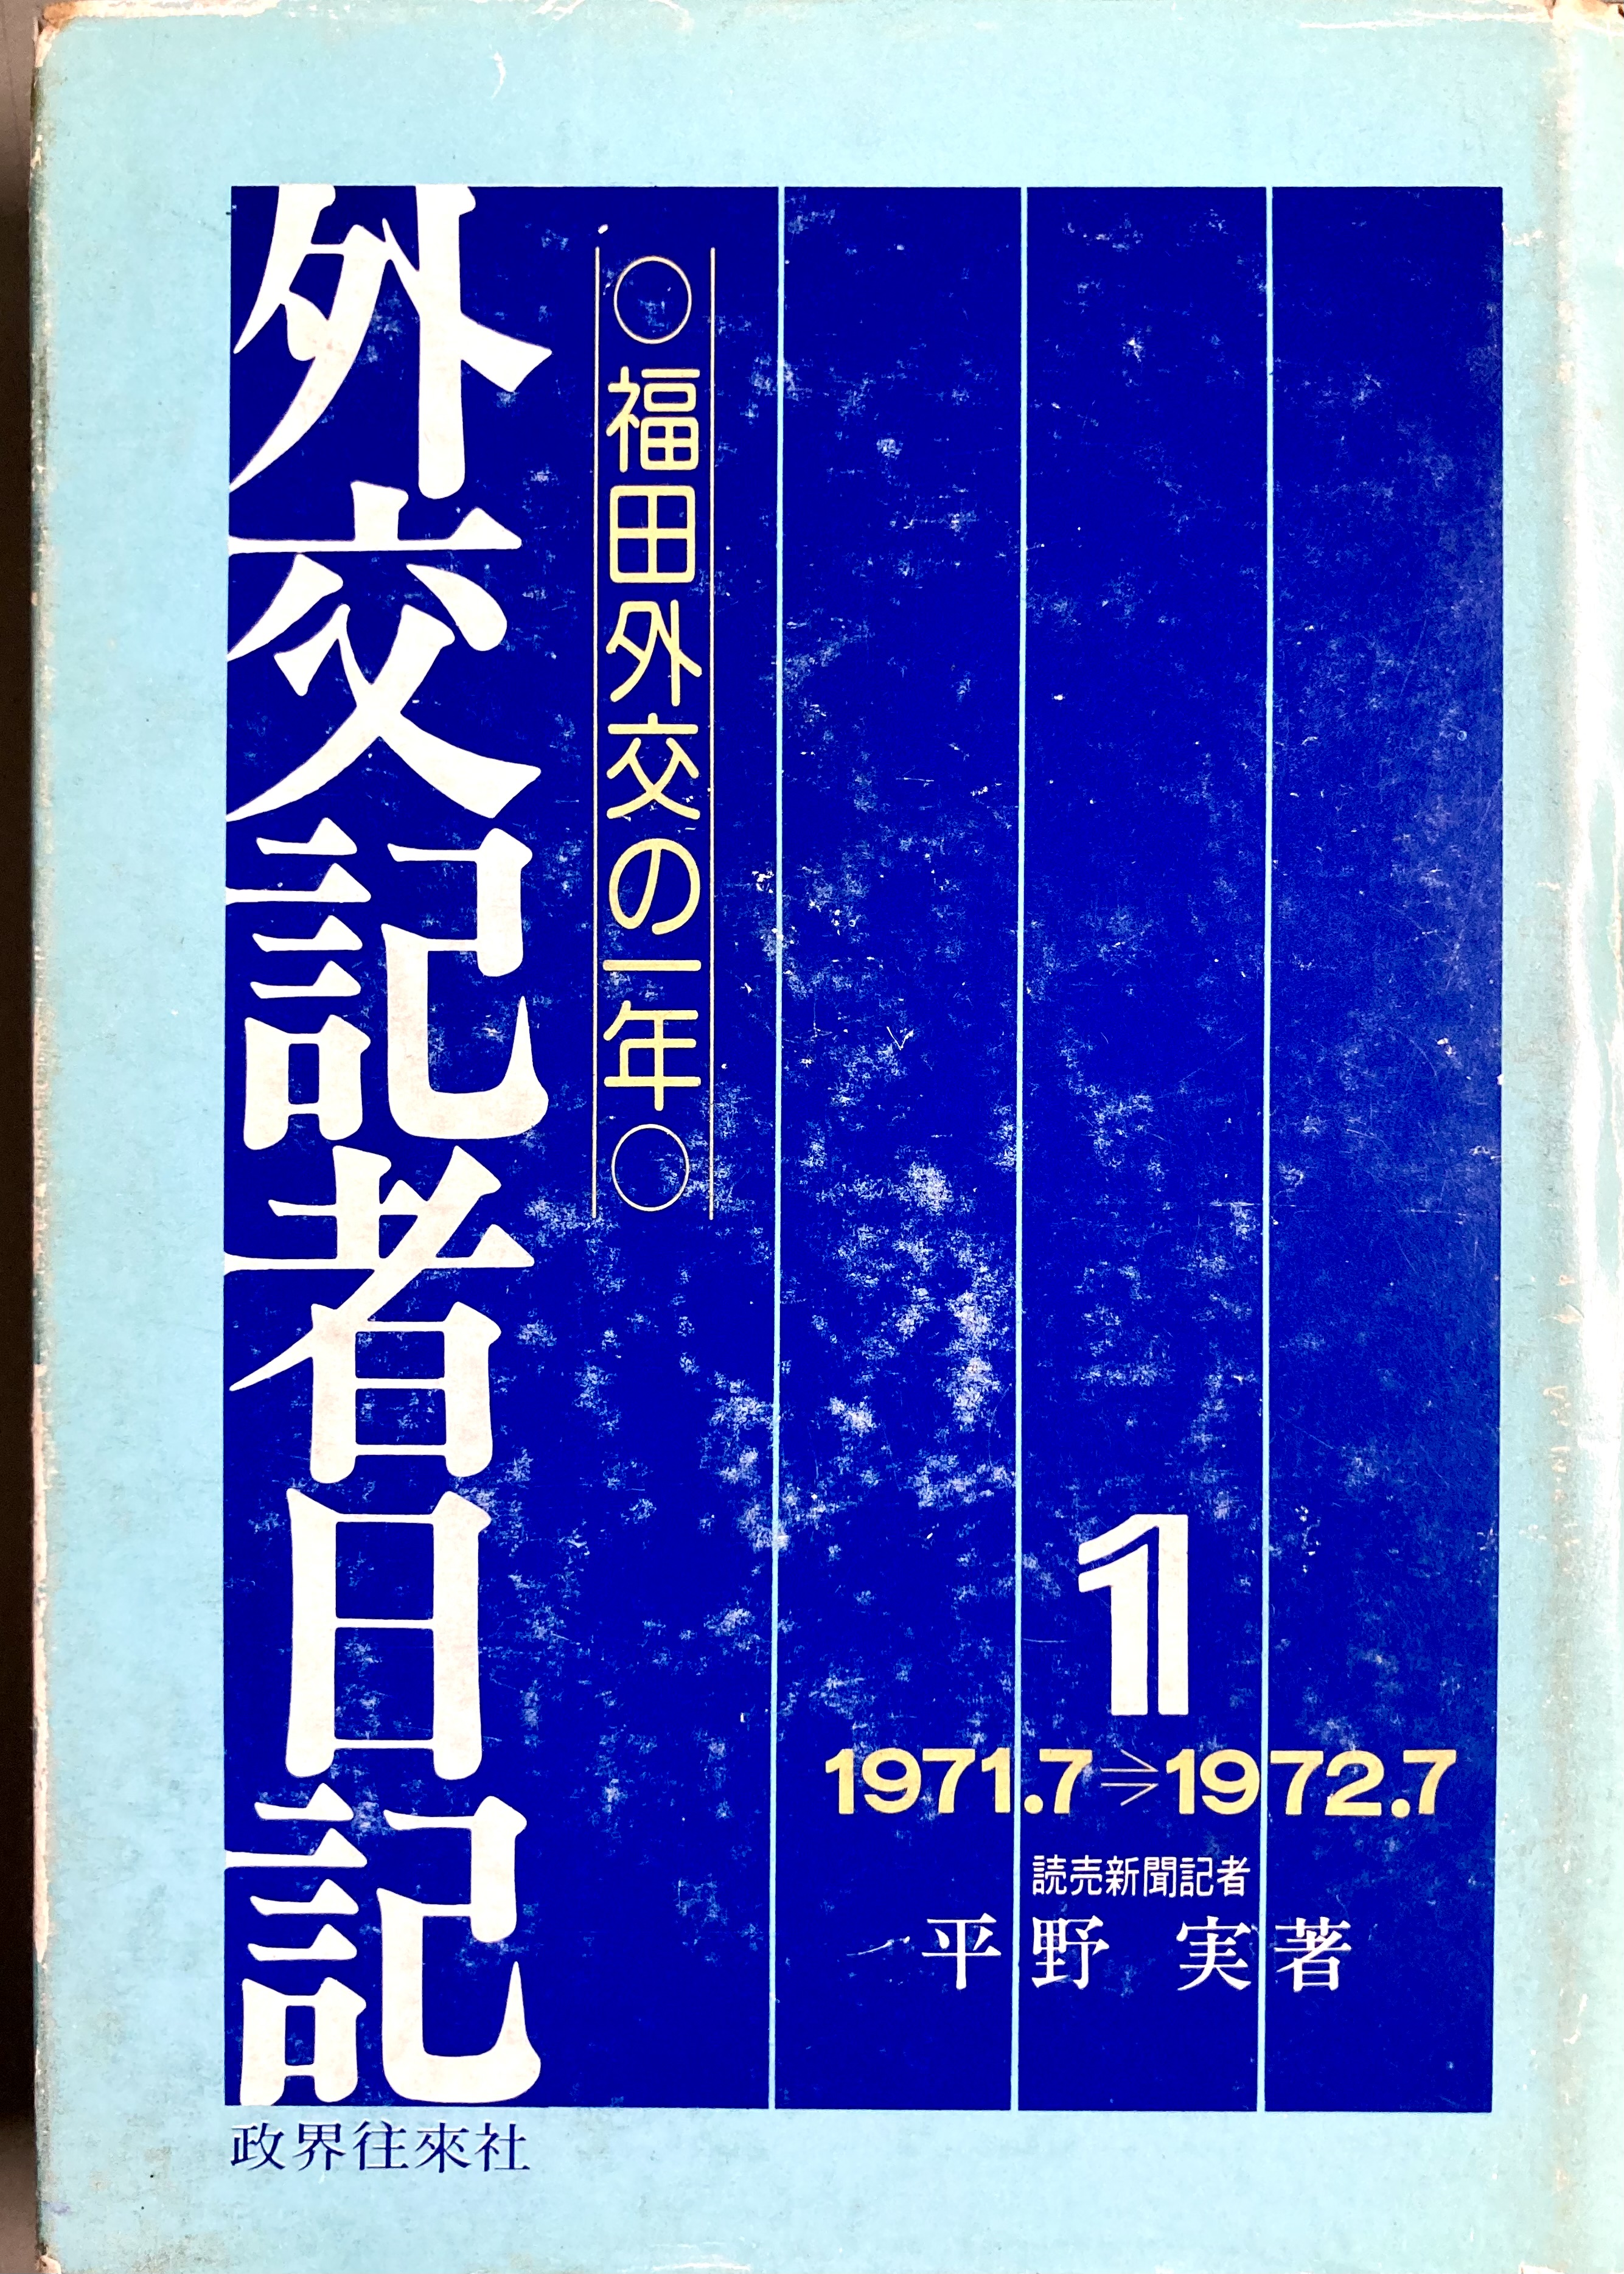 外交記者日記
○福田外交の一年○
1
1971.7⇒1972.7
読売新聞記者
平野 実著
政界往來社